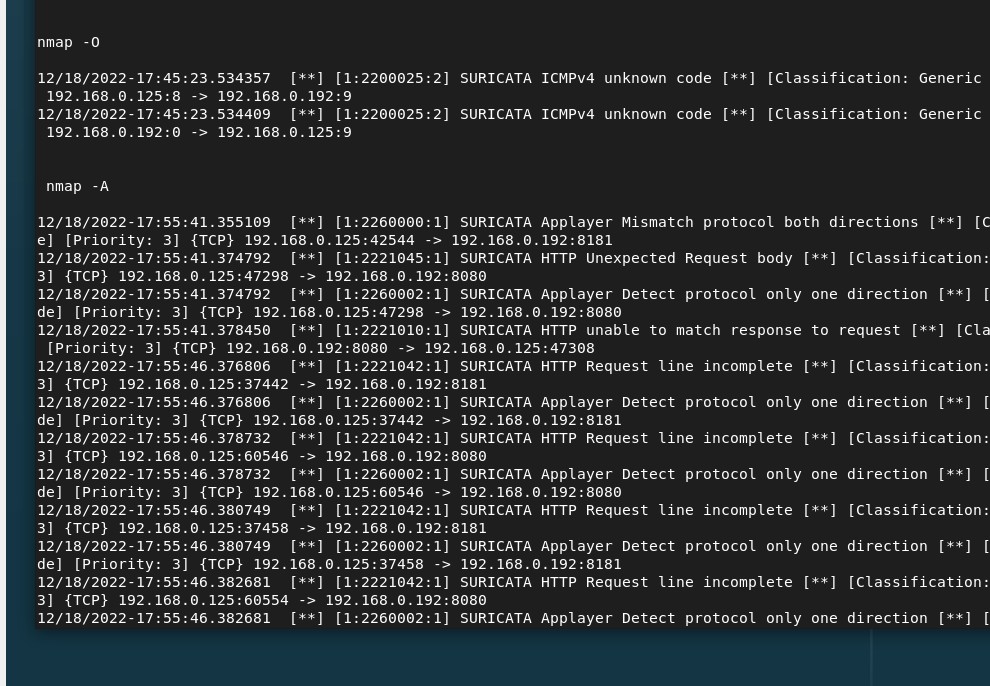 nmap -O
12/18/2022-17:45:23.534357  [**] [1:2200025:2] SURICATA ICMPv4 unknown code [**] [Classification: Generic
192.168.0.125:8 -> 192.168.0.192:9
12/18/2022-17:45:23.534409  [**] [1:2200025:2] SURICATA ICMPv4 unknown code [**] [Classification: Generic
192.168.0.192:0 -> 192.168.0.125:9
nmap -A
12/18/2022-17:55:41.355109  [**] [1:2260000:1] SURICATA Applayer Mismatch protocol both directions [**] [C
e] [Priority: 3] {TCP} 192.168.0.125:42544 -> 192.168.0.192:8181
12/18/2022-17:55:41.374792  [**] [1:2221045:1] SURICATA HTTP Unexpected Request body [**] [Classification:
3] {TCP} 192.168.0.125:47298 -> 192.168.0.192:8080
12/18/2022-17:55:41.374792  [**] [1:2260002:1] SURICATA Applayer Detect protocol only one direction [**] [
de] [Priority: 3] {TCP} 192.168.0.125:47298 -> 192.168.0.192:8080
12/18/2022-17:55:41.378450  [**] [1:2221010:1] SURICATA HTTP unable to match response to request [**] [Cla
[Priority: 3] {TCP} 192.168.0.192:8080 -> 192.168.0.125:47308
12/18/2022-17:55:46.376806  [**] [1:2221042:1] SURICATA HTTP Request line incomplete [**] [Classification:
3] {TCP} 192.168.0.125:37442 -> 192.168.0.192:8181
12/18/2022-17:55:46.376806  [**] [1:2260002:1] SURICATA Applayer Detect protocol only one direction [**] [
de] [Priority: 3] {TCP} 192.168.0.125:37442 -> 192.168.0.192:8181
12/18/2022-17:55:46.378732  [**] [1:2221042:1] SURICATA HTTP Request line incomplete [**] [Classification:
3] {TCP} 192.168.0.125:60546 -> 192.168.0.192:8080
12/18/2022-17:55:46.378732  [**] [1:2260002:1] SURICATA Applayer Detect protocol only one direction [**] [
de] [Priority: 3] {TCP} 192.168.0.125:60546 -> 192.168.0.192:8080
12/18/2022-17:55:46.380749  [**] [1:2221042:1] SURICATA HTTP Request line incomplete [**] [Classification:
3] {TCP} 192.168.0.125:37458 -> 192.168.0.192:8181
12/18/2022-17:55:46.380749  [**] [1:2260002:1] SURICATA Applayer Detect protocol only one direction [**] [
de] [Priority: 3] {TCP} 192.168.0.125:37458 -> 192.168.0.192:8181
12/18/2022-17:55:46.382681  [**] [1:2221042:1] SURICATA HTTP Request line incomplete [**] [Classification:
3] {TCP} 192.168.0.125:60554 -> 192.168.0.192:8080
12/18/2022-17:55:46.382681  [**] [1:2260002:1] SURICATA Applayer Detect protocol only one direction [**] [